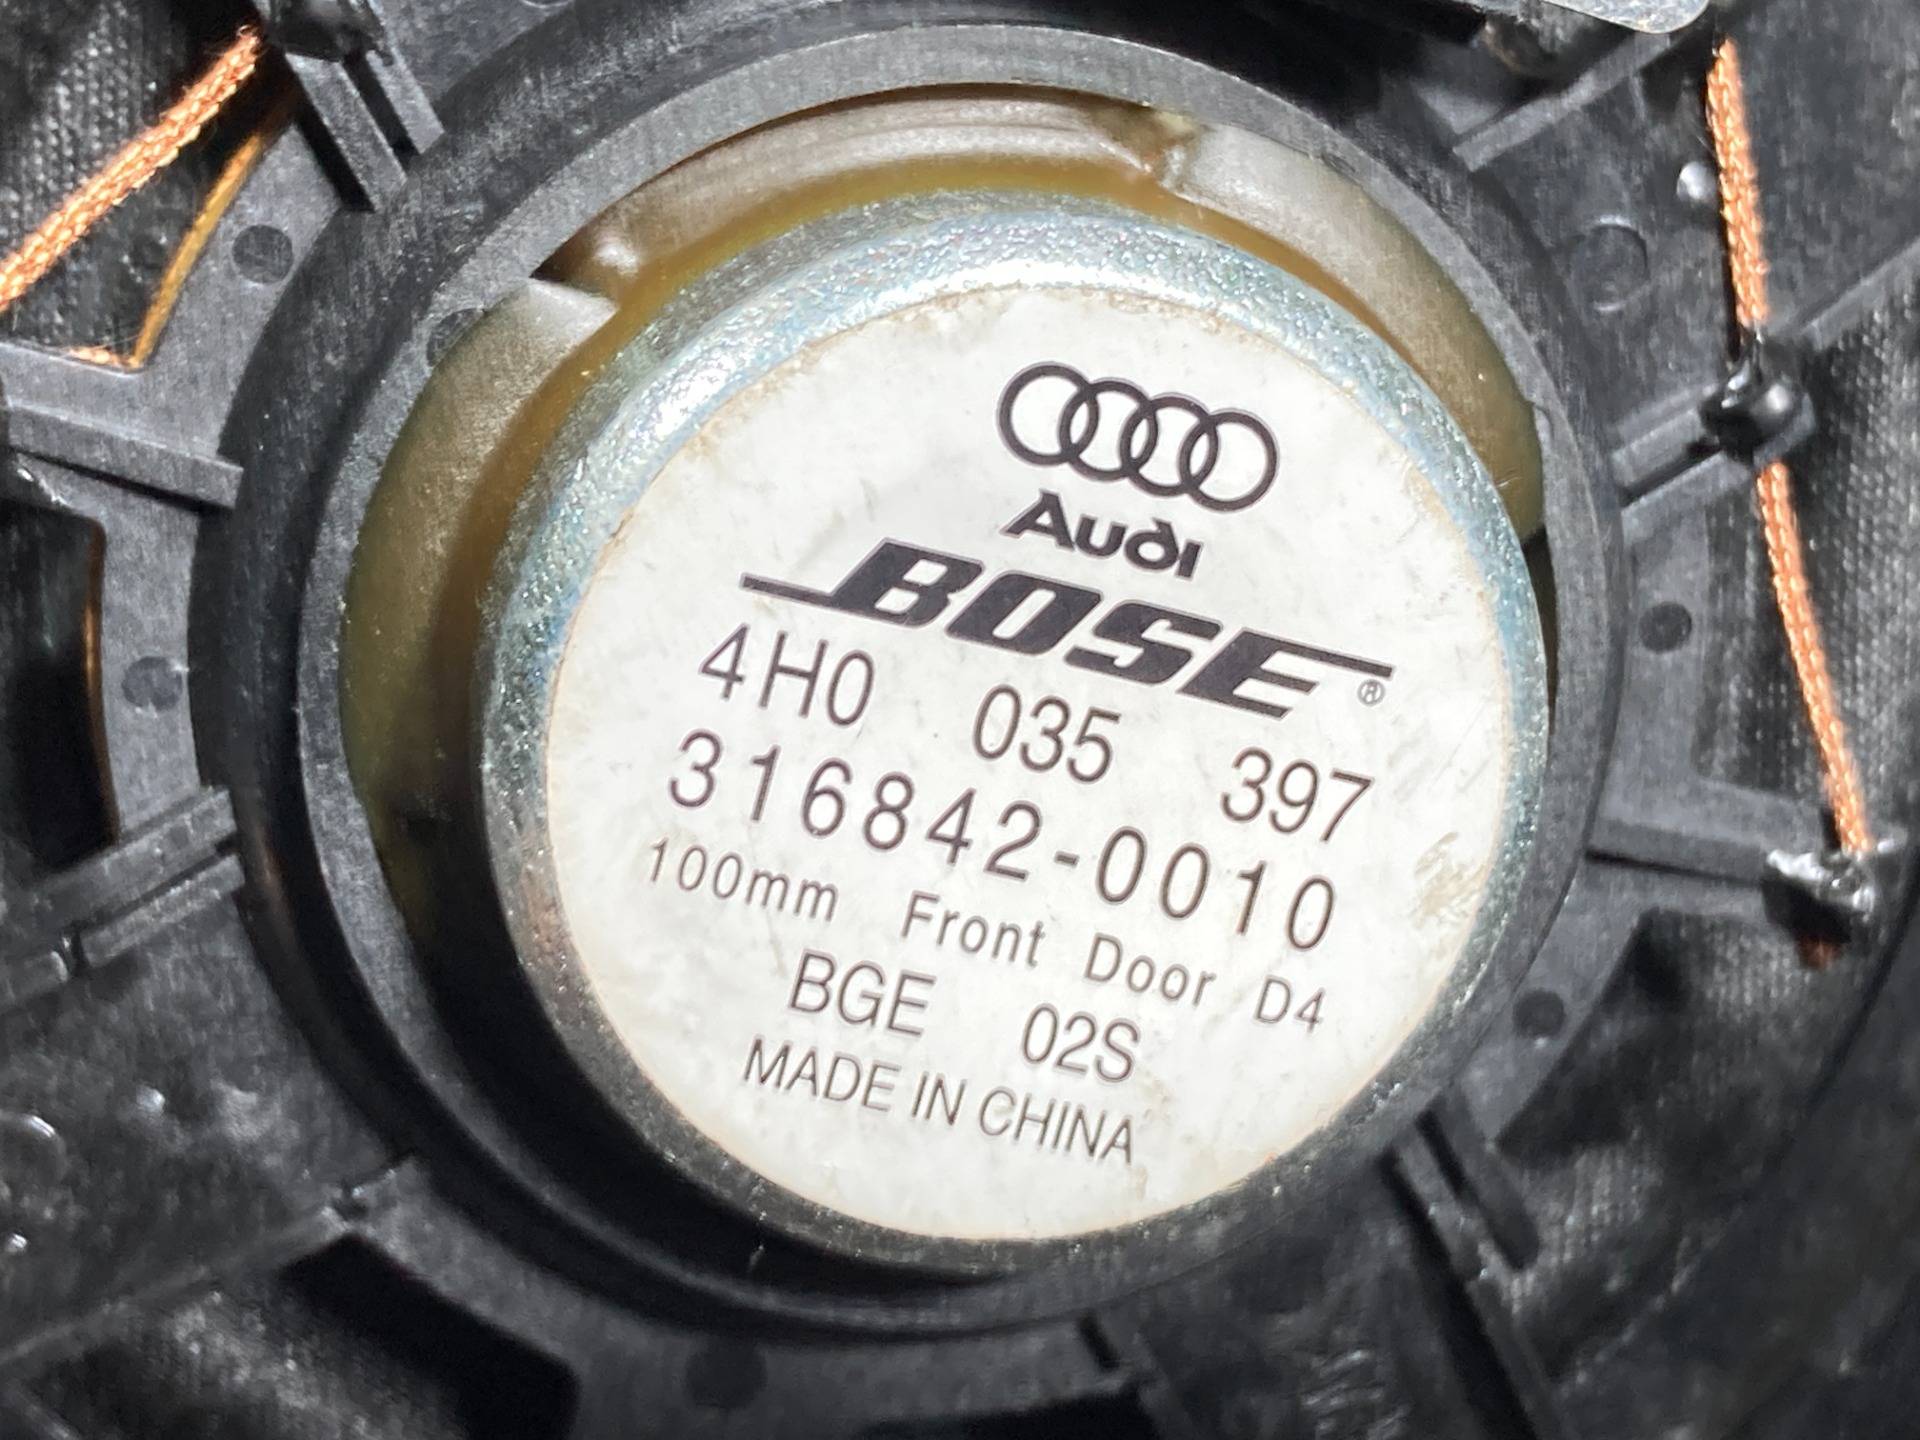 Audi
BOSE®
4H0 035 397
316842-0010
100mm Front Door D4
BGE 02S
MADE IN CHINA